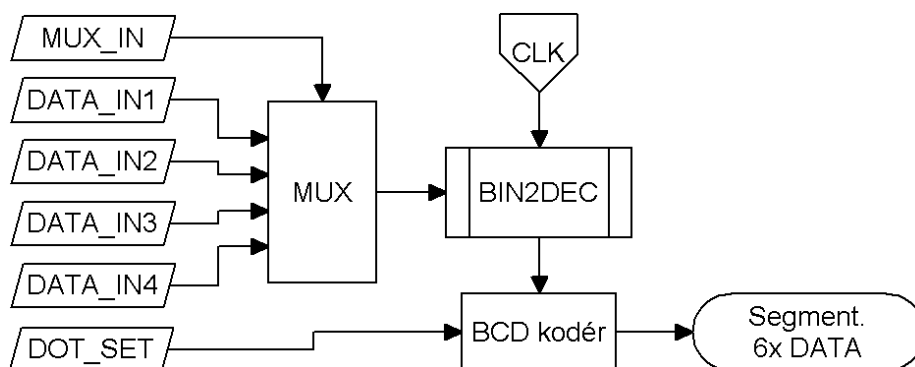 MUX_IN
CLK
DATA_IN1
DATA_IN2
MUX
BIN2DEC
DATA_IN3
DATA_IN4
DOT_SET
BCD kodér
Segment.
6x DATA